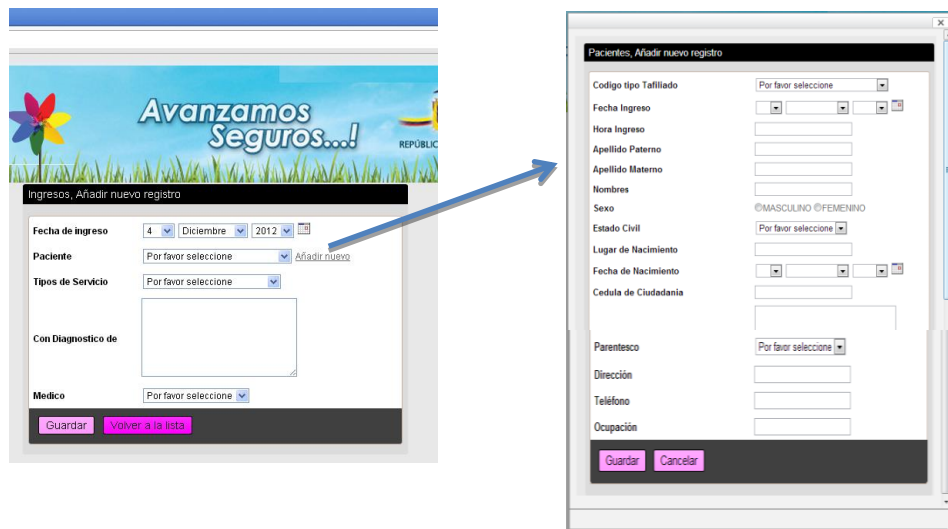 Avanzamos
Seguros...!
REPÚBLIC
Ingresos, Añadir nuevo registro
Fecha de ingreso 4 Diciembre 2012
Paciente Por favor seleccione Añadir nuevo
Tipos de Servicio Por favor seleccione
Con Diagnostico de
Medico Por favor seleccione
Guardar Volver a la lista
Pacientes, Añadir nuevo registro
Codigo tipo Tafiliado Por favor seleccione
Fecha Ingreso
Hora Ingreso
Apellido Paterno
Apellido Materno
Nombres
Sexo MASCULINO FEMENINO
Estado Civil Por favor seleccione
Lugar de Nacimiento
Fecha de Nacimiento
Cedula de Ciudadania
Parentesco Por favor seleccione
Dirección
Teléfono
Ocupación
Guardar Cancelar